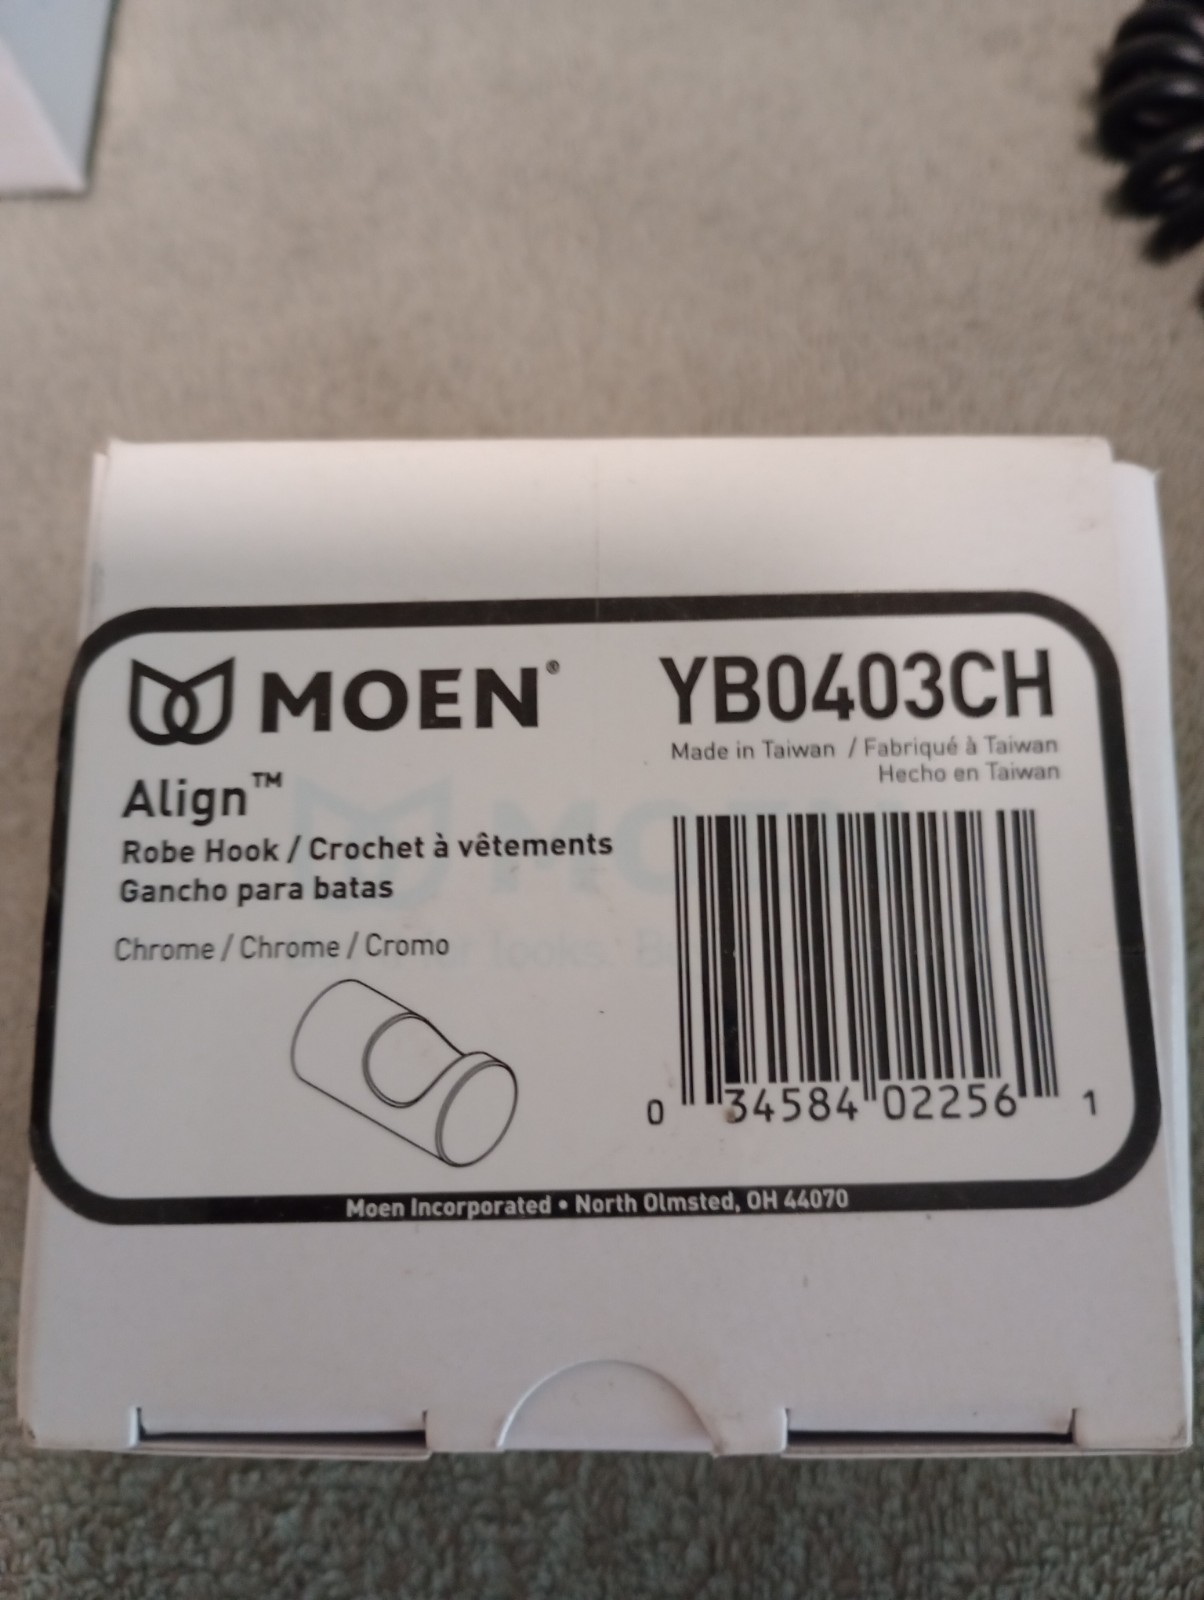 MOEN®
YB0403CH
Made in Taiwan / Fabriqué à Taiwan
Hecho en Taiwan
Align™
Robe Hook / Crochet à vêtements
Gancho para batas
Chrome / Chrome / Cromo
0 34584 02256 1
Moen Incorporated • North Olmsted, OH 44070